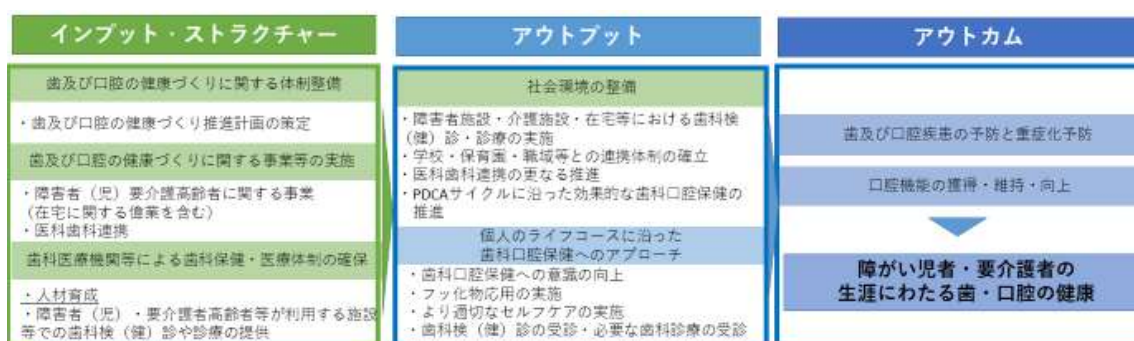 インプット・ストラクチャー
歯及び口腔の健康づくりに関する体制整備
・歯及び口腔の健康づくり推進計画の策定
歯及び口腔の健康づくりに関する事業等の実施
・障害者(児)要介護高齢者に関する事業
(在宅に関する億業を含む)
・医科歯科連携
歯科医療機関等による歯科保健・医療体制の確保
・人材育成
・障害者(児)・要介護者高齢者等が利用する施設
等での歯科検(健)診や診療の提供
アウトプット
社会環境の整備
・障害者施設・介護施設・在宅等における歯科検
(健)診・診療の実施
・学校・保育園・職域等との連携体制の確立
・医科歯科連携の更なる推進
・PDCAサイクルに沿った効果的な歯科口腔保健の
推進
個人のライフコースに沿った
歯科口腔保健へのアプローチ
・歯科口腔保健への意識の向上
・フッ化物応用の実施
・より適切なセルフケアの実施
・歯科検(健)診の受診・必要な歯科診療の受診
アウトカム
歯及び口腔疾患の予防と重症化予防
口腔機能の獲得・維持・向上
障がい児者・要介護者の
生涯にわたる歯・口腔の健康